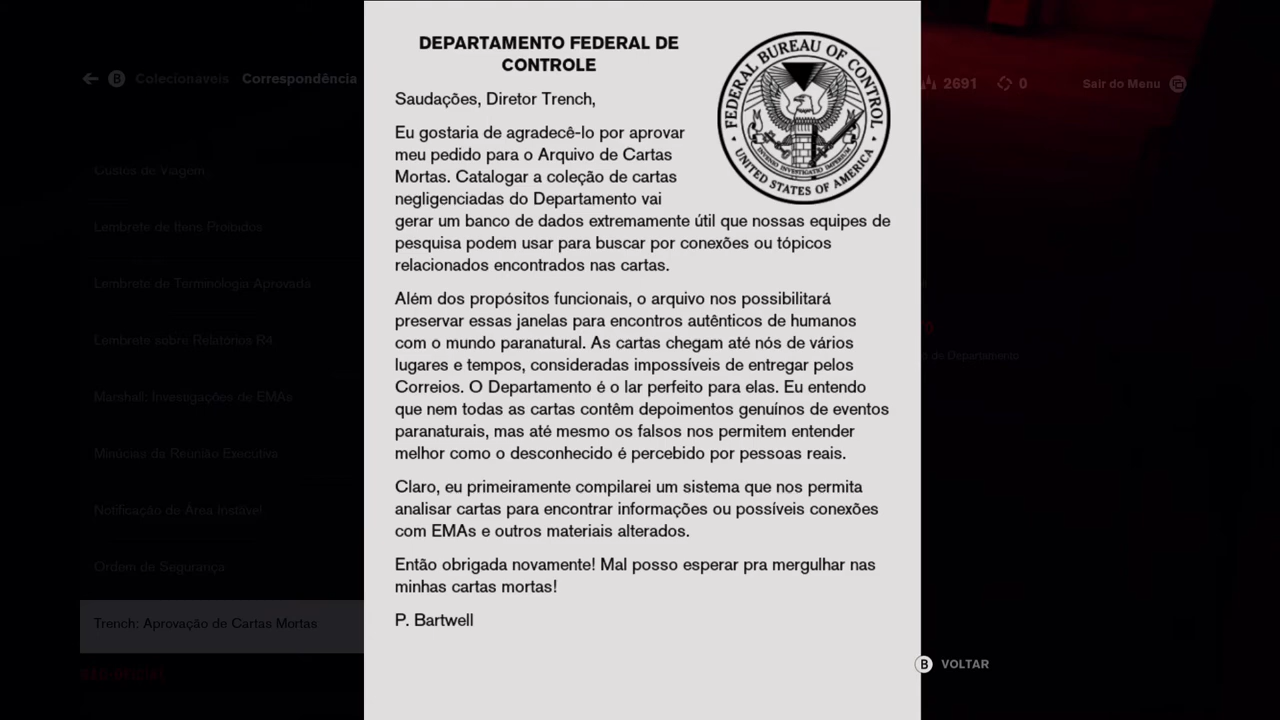 DEPARTAMENTO FEDERAL DE
CONTROLE
FEDERAL BUREAU OF CONTROL
INVENIO INVESTIGATIO IMPERIUM
UNITED STATES OF AMERICA
B Colecionáveis Correspondência
2691 0
Sair do Menu
Saudações, Diretor Trench,
Eu gostaria de agradecê-lo por aprovar
meu pedido para o Arquivo de Cartas
Mortas. Catalogar a coleção de cartas
negligenciadas do Departamento vai
gerar um banco de dados extremamente útil que nossas equipes de
pesquisa podem usar para buscar por conexões ou tópicos
relacionados encontrados nas cartas.
Além dos propósitos funcionais, o arquivo nos possibilitará
preservar essas janelas para encontros autênticos de humanos
com o mundo paranatural. As cartas chegam até nós de vários
lugares e tempos, consideradas impossíveis de entregar pelos
Correios. O Departamento é o lar perfeito para elas. Eu entendo
que nem todas as cartas contêm depoimentos genuínos de eventos
paranaturais, mas até mesmo os falsos nos permitem entender
melhor como o desconhecido é percebido por pessoas reais.
Claro, eu primeiramente compilarei um sistema que nos permita
analisar cartas para encontrar informações ou possíveis conexões
com EMAs e outros materiais alterados.
Então obrigada novamente! Mal posso esperar pra mergulhar nas
minhas cartas mortas!
P. Bartwell
Custos de Viagem
Lembrete de Itens Proibidos
Lembrete de Terminologia Aprovada
Lembrete sobre Relatórios R4
Marshall: Investigações de EMAs
Minúcias da Reunião Executiva
Notificação de Área Instável
Ordem de Segurança
Trench: Aprovação de Cartas Mortas
de Departamento
B VOLTAR